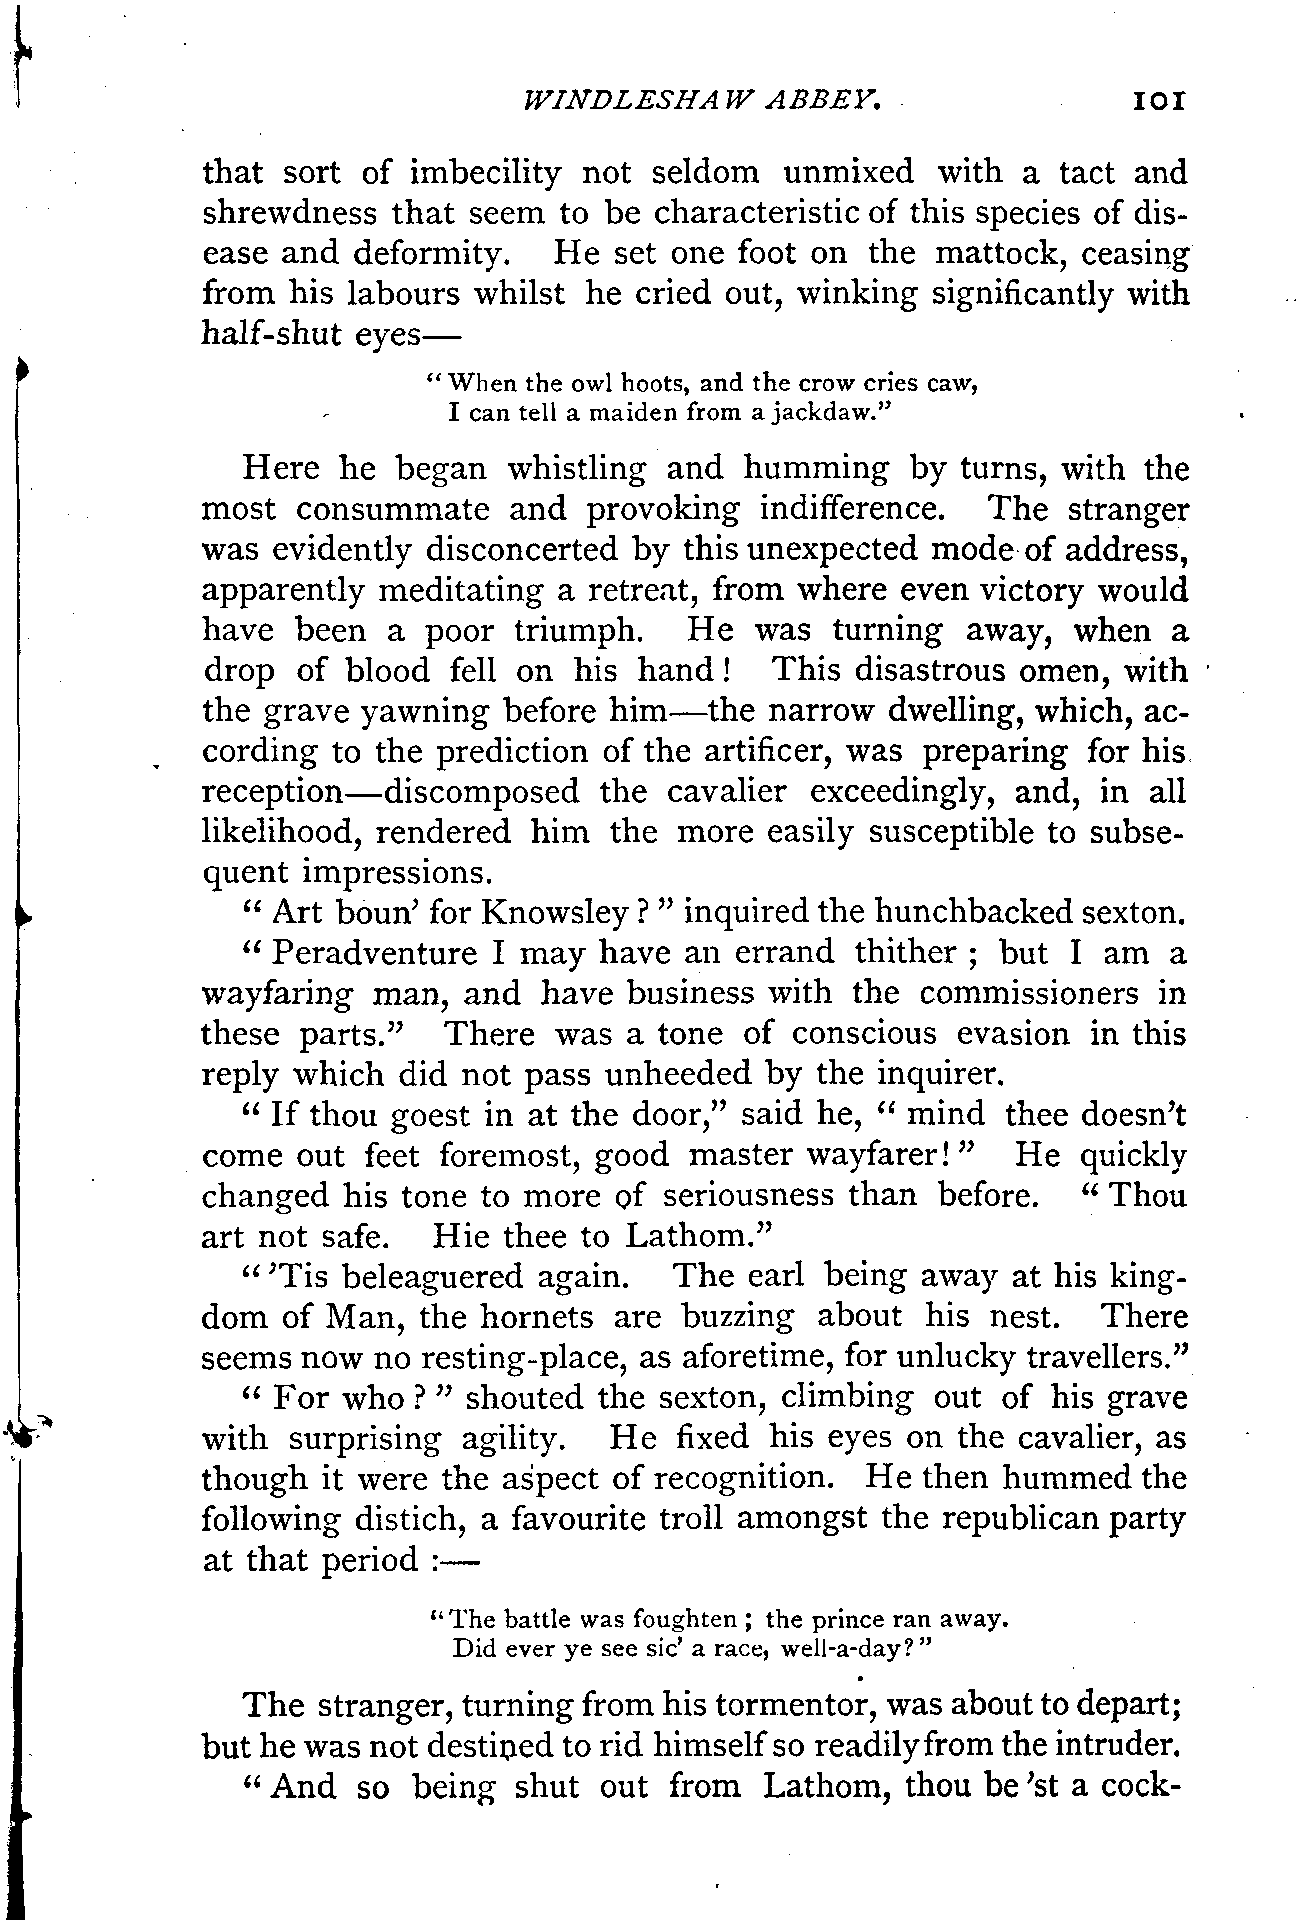 WINDLESHAW ABBEY. 101
that sort of imbecility not seldom unmixed with a tact and
shrewdness that seem to be characteristic of this species of dis-
ease and deformity. He set one foot on the mattock, ceasing
from his labours whilst he cried out, winking significantly with
half-shut eyes—
“When the owl hoots, and the crow cries caw,
I can tell a maiden from a jackdaw.”
Here he began whistling and humming by turns, with the
most consummate and provoking indifference. The stranger
was evidently disconcerted by this unexpected mode of address,
apparently meditating a retreat, from where even victory would
have been a poor triumph. He was turning away, when a
drop of blood fell on his hand! This disastrous omen, with
the grave yawning before him—the narrow dwelling, which, ac-
cording to the prediction of the artificer, was preparing for his
reception—discomposed the cavalier exceedingly, and, in all
likelihood, rendered him the more easily susceptible to subse-
quent impressions.
“Art boun’ for Knowsley?” inquired the hunchbacked sexton.
“Peradventure I may have an errand thither; but I am a
wayfaring man, and have business with the commissioners in
these parts.” There was a tone of conscious evasion in this
reply which did not pass unheeded by the inquirer.
“If thou goest in at the door,” said he, “mind thee doesn’t
come out feet foremost, good master wayfarer!” He quickly
changed his tone to more of seriousness than before. “Thou
art not safe. Hie thee to Lathom.”
“’Tis beleaguered again. The earl being away at his king-
dom of Man, the hornets are buzzing about his nest. There
seems now no resting-place, as aforetime, for unlucky travellers.”
“For who?” shouted the sexton, climbing out of his grave
with surprising agility. He fixed his eyes on the cavalier, as
though it were the aspect of recognition. He then hummed the
following distich, a favourite troll amongst the republican party
at that period:—
“The battle was foughten; the prince ran away.
Did ever ye see sic’ a race, well-a-day?”
The stranger, turning from his tormentor, was about to depart;
but he was not destined to rid himself so readily from the intruder.
“And so being shut out from Lathom, thou be’st a cock-